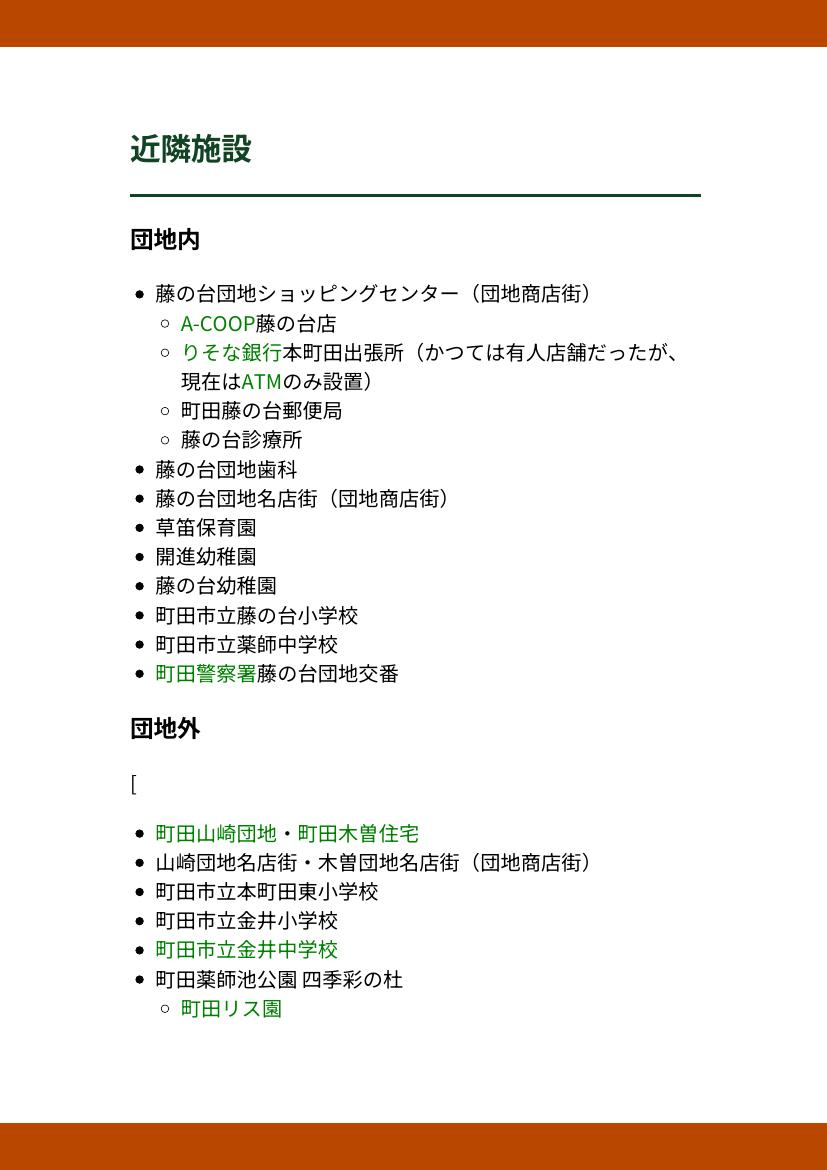 近隣施設
団地内
藤の台団地ショッピングセンター（団地商店街）
A-COOP藤の台店
りそな銀行本町田出張所（かつては有人店舗だったが、
現在はATMのみ設置）
町田藤の台郵便局
藤の台診療所
藤の台団地歯科
藤の台団地名店街（団地商店街）
草笛保育園
開進幼稚園
藤の台幼稚園
町田市立藤の台小学校
町田市立薬師中学校
町田警察署藤の台団地交番
団地外
[
町田山崎団地・町田木曽住宅
山崎団地名店街・木曽団地名店街（団地商店街）
町田市立本町田東小学校
町田市立金井小学校
町田市立金井中学校
町田薬師池公園 四季彩の杜
町田リス園